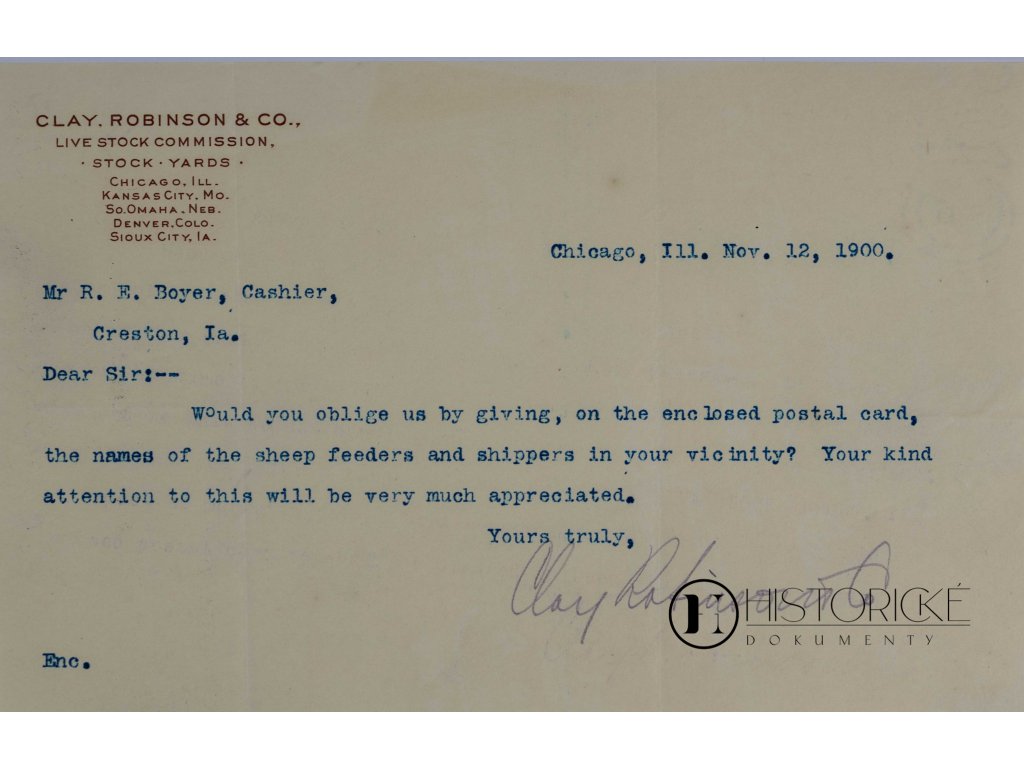 CLAY, ROBINSON & CO.,
LIVE STOCK COMMISSION,
· STOCK · YARDS ·
CHICAGO, ILL.
KANSAS CITY, MO.
SO. OMAHA, NEB.
DENVER, COLO.
SIOUX CITY, IA.
Chicago, Ill. Nov. 12, 1900.
Mr R. E. Boyer, Cashier,
Creston, Ia.
Dear Sir:--
Would you oblige us by giving, on the enclosed postal card,
the names of the sheep feeders and shippers in your vicinity? Your kind
attention to this will be very much appreciated.
Yours truly,
Clay Robinson & Co
HISTORICKÉ
DOKUMENTY
Enc.